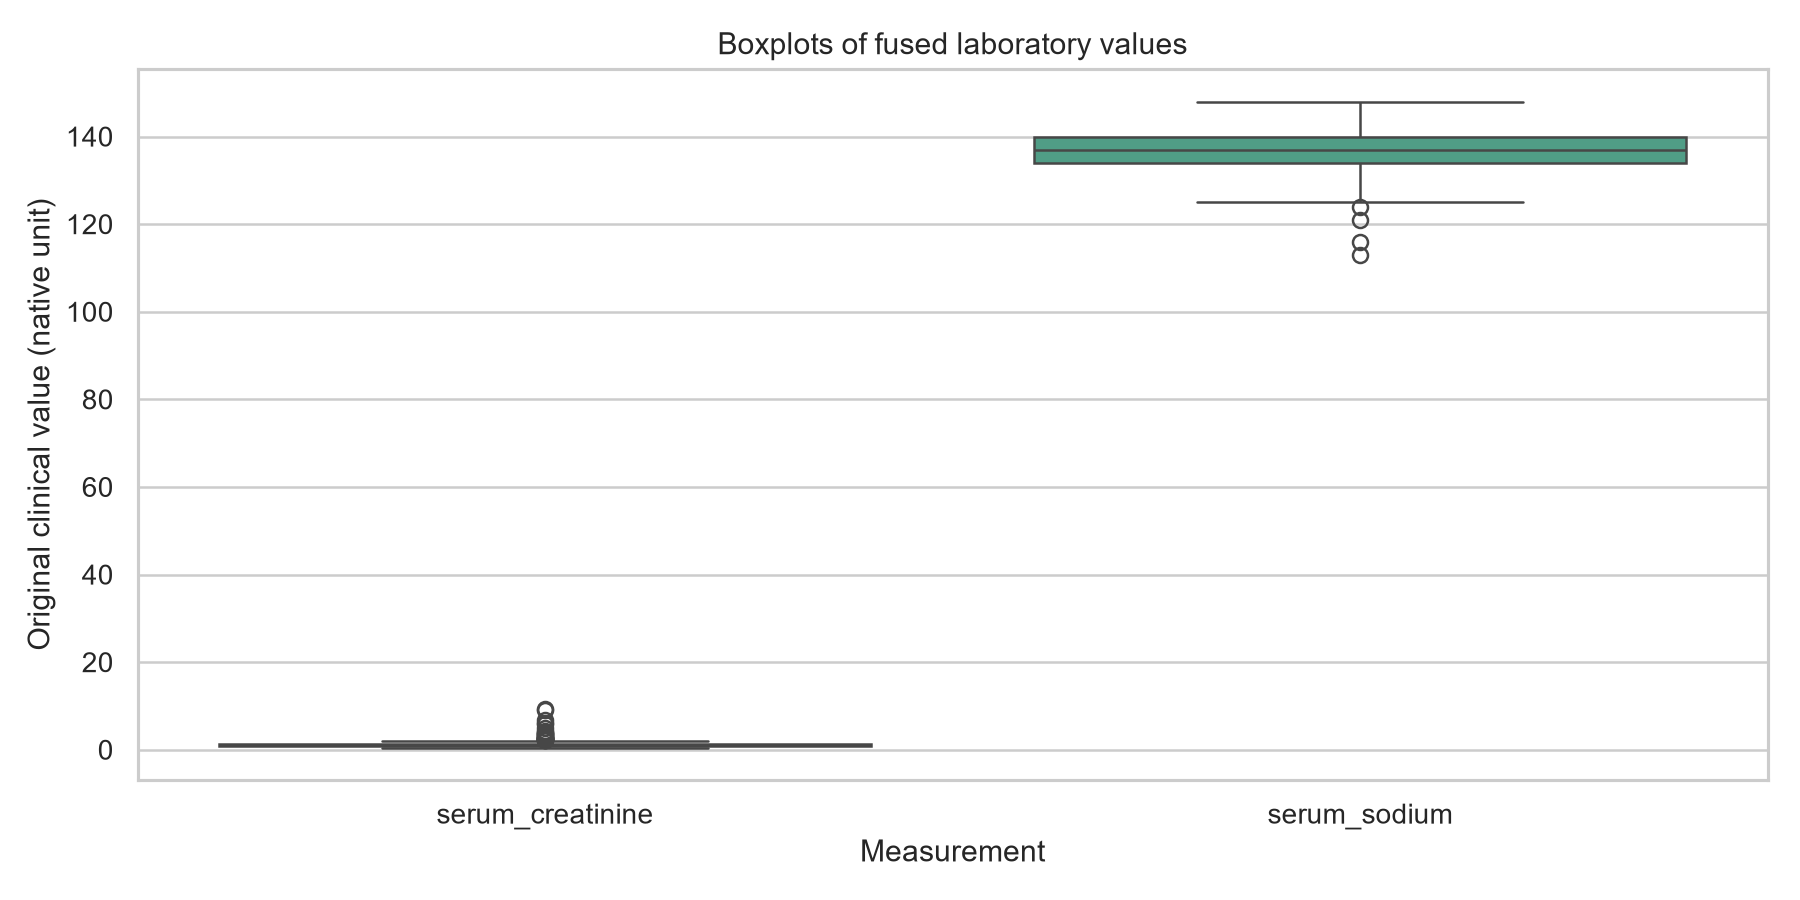 Boxplots of fused laboratory values
Original clinical value (native unit)
140
120
100
80
60
40
20
0
serum_creatinine
serum_sodium
Measurement